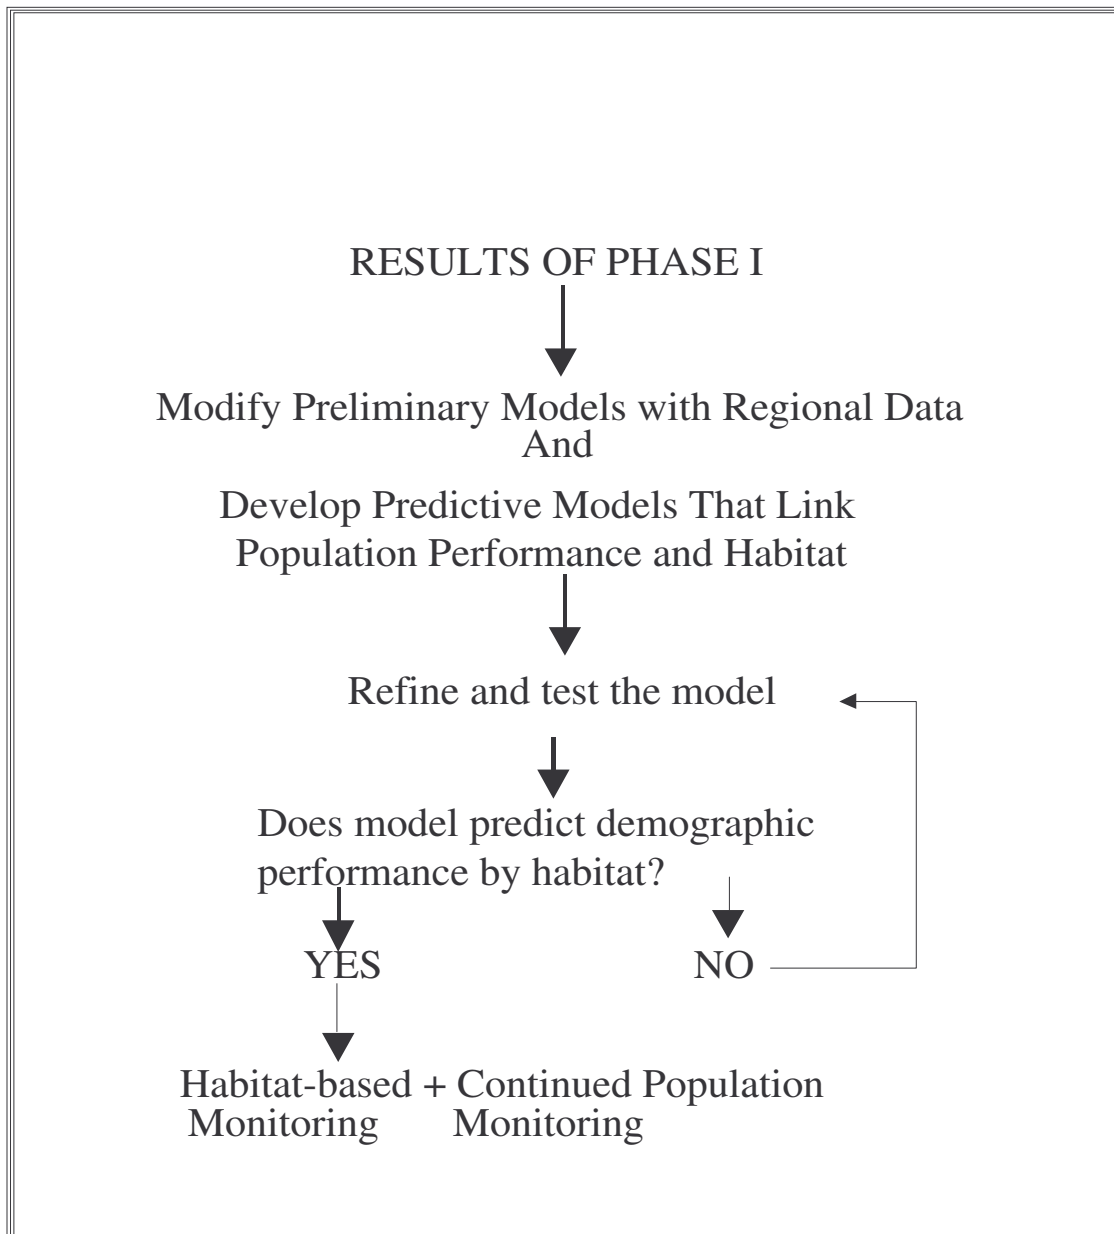 RESULTS OF PHASE I
Modify Preliminary Models with Regional Data
And
Develop Predictive Models That Link
Population Performance and Habitat
Refine and test the model
Does model predict demographic
performance by habitat?
YES
NO
Habitat-based + Continued Population
Monitoring Monitoring